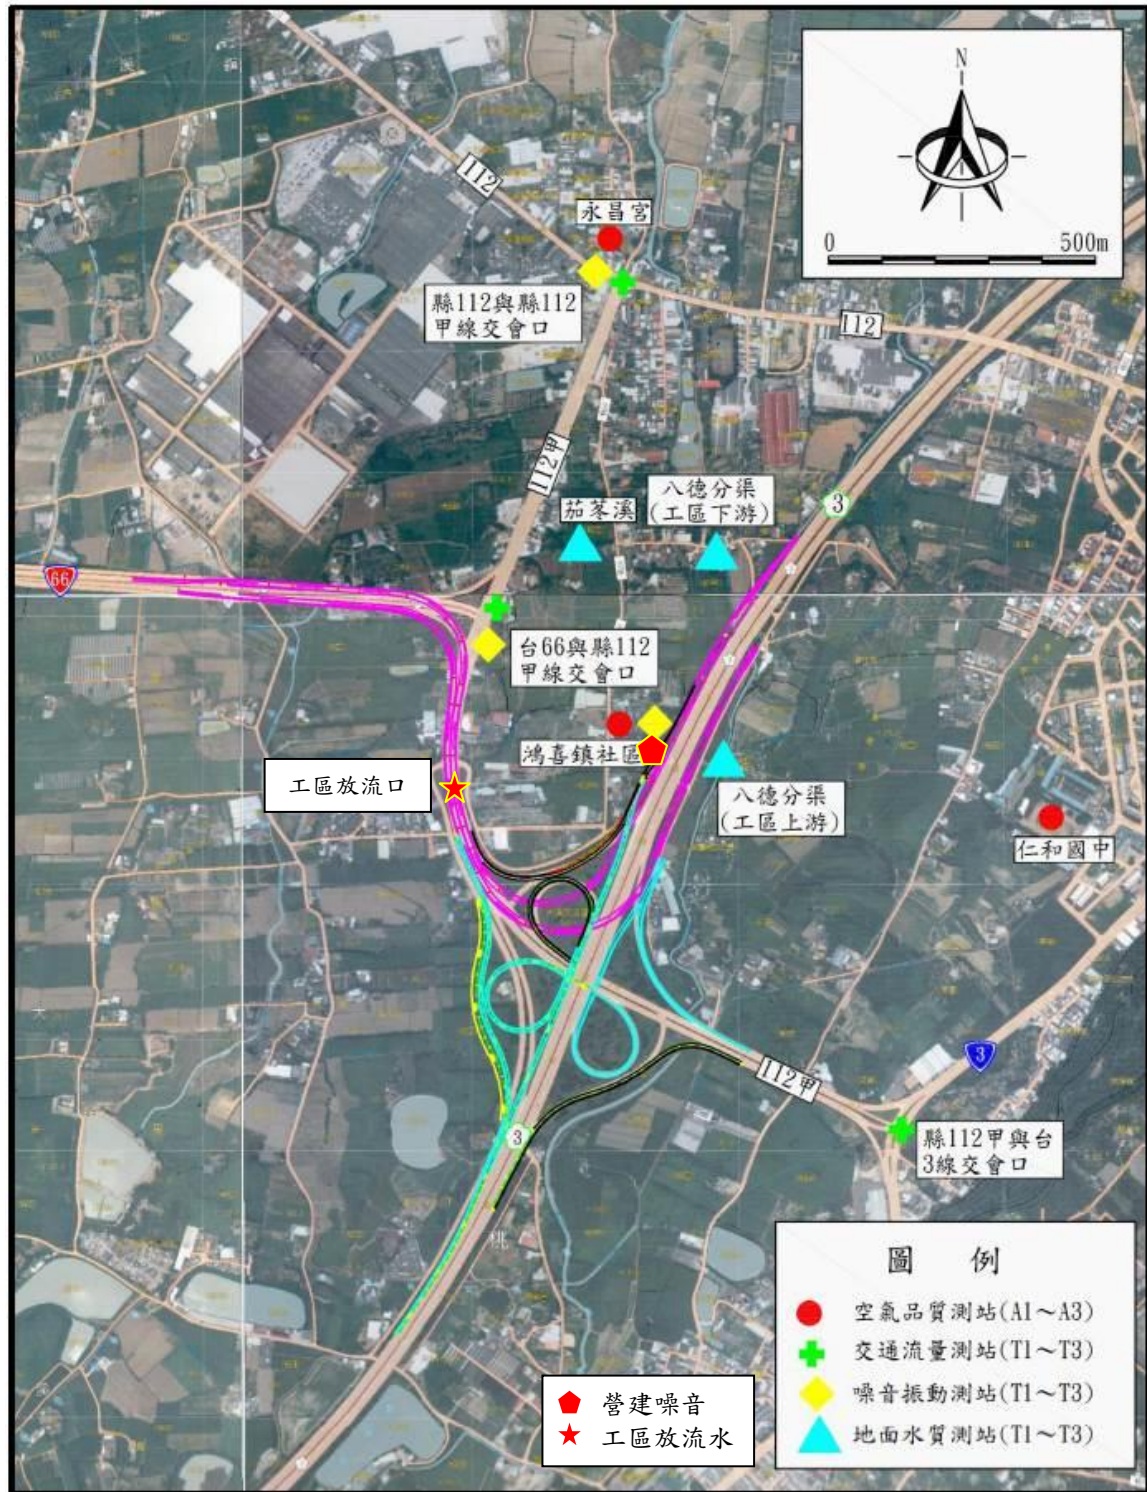 N
0 500m
112
永昌宮
縣112與縣112
甲線交會口
112
112甲
3
茄苳溪
八德分渠
(工區下游)
66
台66與縣112
甲線交會口
鴻喜鎮社區
工區放流口
八德分渠
(工區上游)
仁和國中
3
112甲
3
縣112甲與台
3線交會口
桃
圖 例
空氣品質測站(A1～A3)
交通流量測站(T1～T3)
噪音振動測站(T1～T3)
地面水質測站(T1～T3)
營建噪音
工區放流水